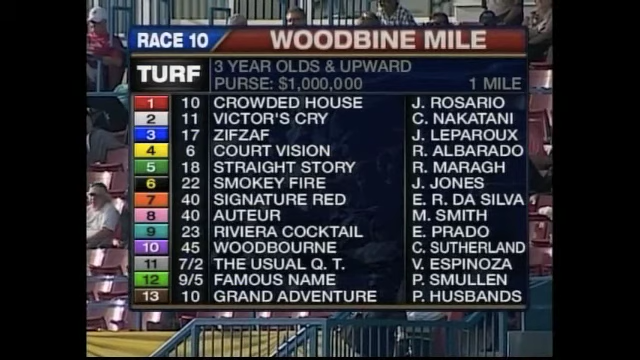 RACE 10 WOODBINE MILE
TURF
3 YEAR OLDS & UPWARD
PURSE: $1,000,000 1 MILE
1 10 CROWDED HOUSE J. ROSARIO
2 11 VICTOR'S CRY C. NAKATANI
3 17 ZIFZAF J. LEPAROUX
4 6 COURT VISION R. ALBARADO
5 18 STRAIGHT STORY R. MARAGH
6 22 SMOKEY FIRE J. JONES
7 40 SIGNATURE RED E. R. DA SILVA
8 40 AUTEUR M. SMITH
9 23 RIVIERA COCKTAIL E. PRADO
10 45 WOODBOURNE C. SUTHERLAND
11 7/2 THE USUAL Q. T. V. ESPINOZA
12 9/5 FAMOUS NAME P. SMULLEN
13 10 GRAND ADVENTURE P. HUSBANDS